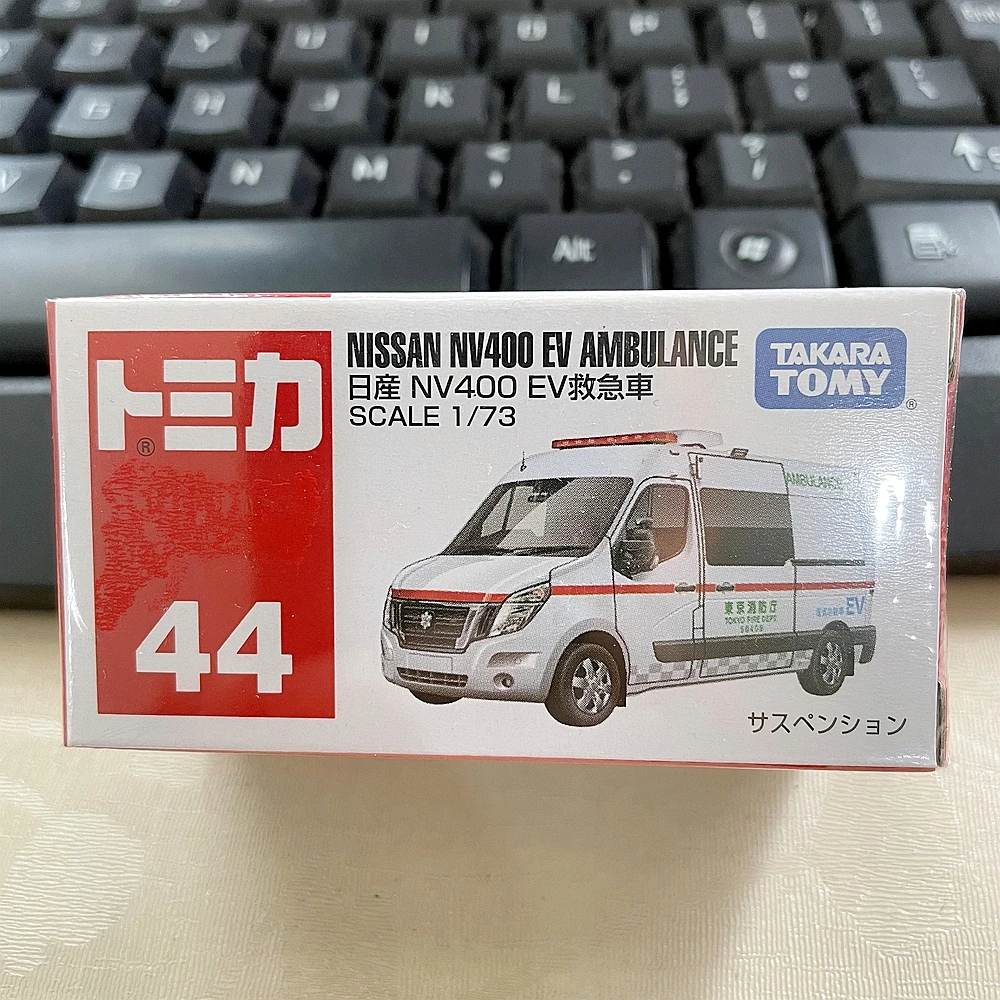 T Y U I O P
B H J K L
V B N M
Alt
トミカ
®
44
NISSAN NV400 EV AMBULANCE
日産 NV400 EV救急車
SCALE 1/73
TAKARA
TOMY
®
AMBULANCE
東京消防庁
TOKYO FIRE DEPT.
EV
サスペンション